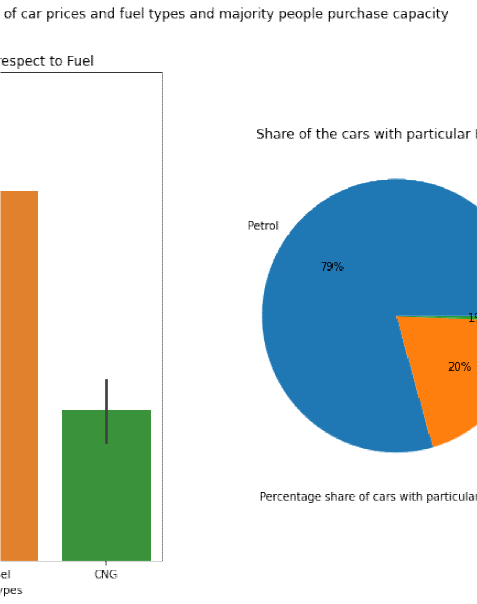 of car prices and fuel types and majority people purchase capacity
respect to Fuel
Share of the cars with particular
Petrol
79%
1%
20%
Percentage share of cars with particular
el
CNG
ypes